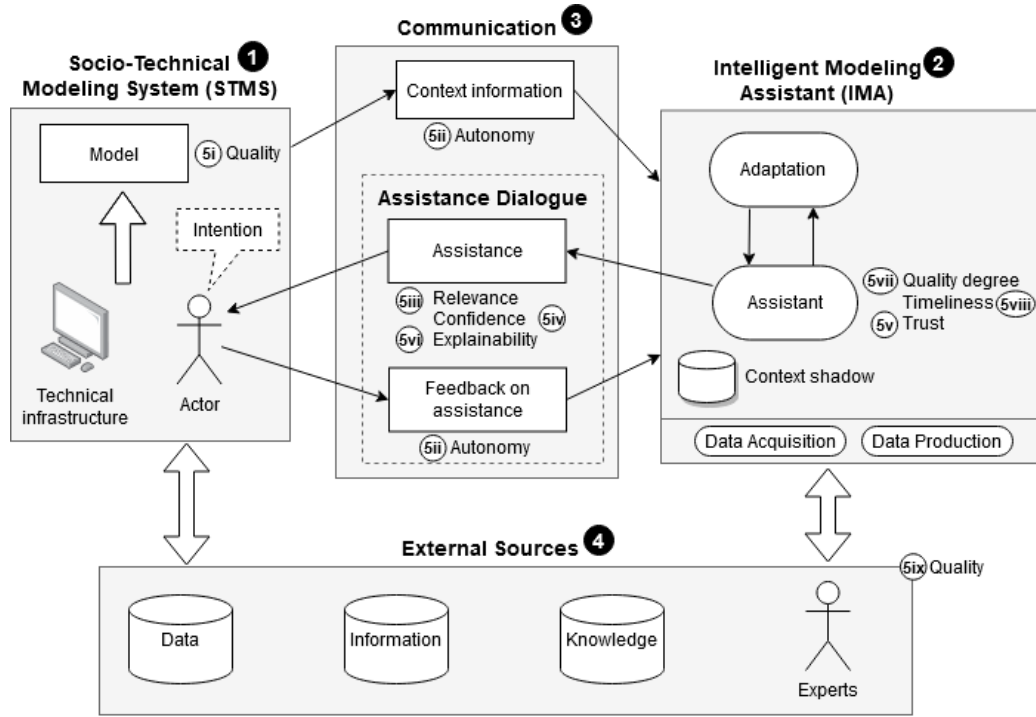 Socio-Technical 1
Modeling System (STMS)
Model
5i Quality
Intention
Technical
infrastructure
Actor
Communication 3
Context information
5ii Autonomy
Assistance Dialogue
Assistance
5iii Relevance
Confidence 5iv
5vi Explainability
Feedback on
assistance
5ii Autonomy
Intelligent Modeling 2
Assistant (IMA)
Adaptation
Assistant
5vii Quality degree
Timeliness 5viii
5v Trust
Context shadow
Data Acquisition
Data Production
External Sources 4
5ix Quality
Data
Information
Knowledge
Experts